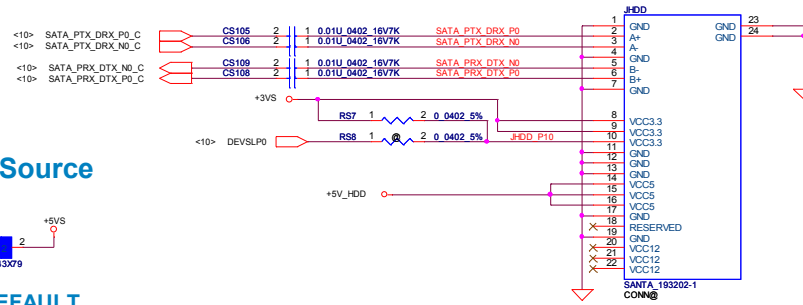 JHDD
<10> SATA_PTX_DRX_P0_C CS105 2 1 0.01U_0402_16V7K SATA_PTX_DRX_P0
<10> SATA_PTX_DRX_N0_C CS106 2 1 0.01U_0402_16V7K SATA_PTX_DRX_N0
<10> SATA_PRX_DTX_N0_C CS109 2 1 0.01U_0402_16V7K SATA_PRX_DTX_N0
<10> SATA_PRX_DTX_P0_C CS108 2 1 0.01U_0402_16V7K SATA_PRX_DTX_P0
+3VS
RS7 1 2 0_0402_5%
<10> DEVSLP0 RS8 1 @ 2 0_0402_5% JHDD_P10
+5V_HDD
1 GND GND 23
2 A+ GND 24
3 A-
4 GND
5 B-
6 B+
7 GND
8 VCC3.3
9 VCC3.3
10 VCC3.3
11 GND
12 GND
13 GND
14 VCC5
15 VCC5
16 VCC5
17 GND
18 RESERVED
19 GND
20 VCC12
21 VCC12
22 VCC12
SANTA_193202-1
CONN@
Source
+5VS
2
43X79
EFAULT